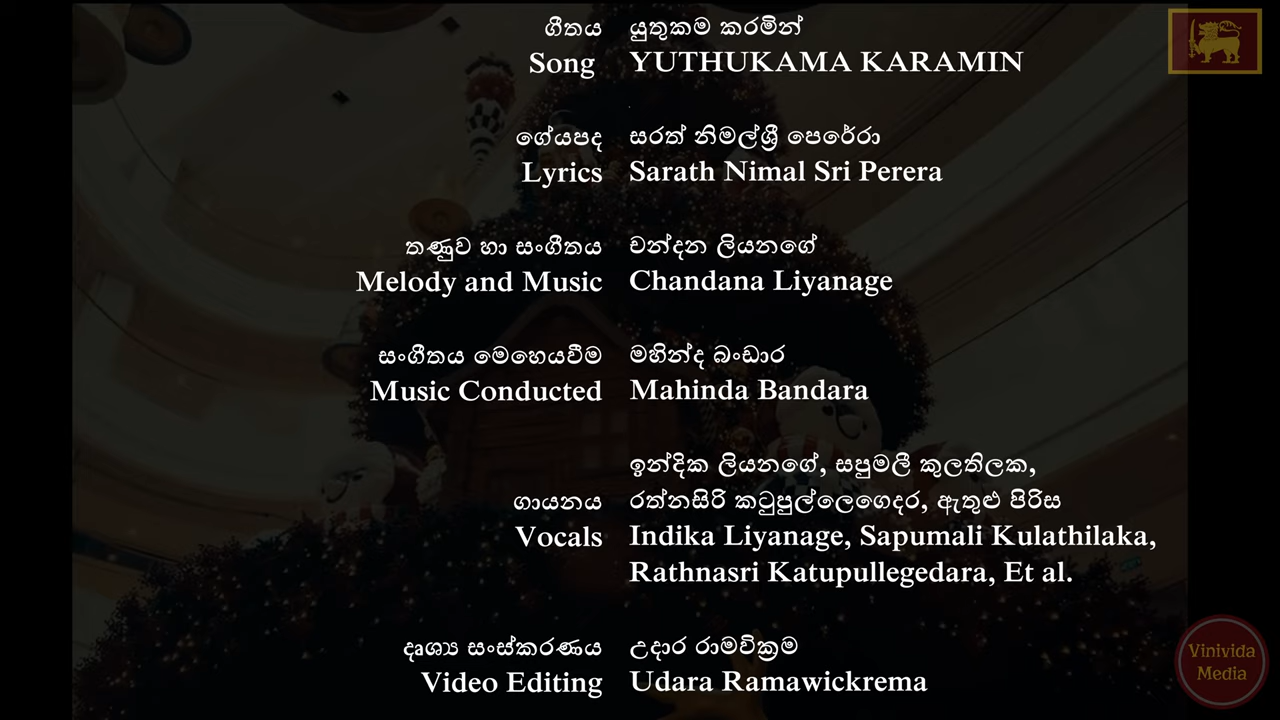 ගීතය යුතුකම කරමින්
Song YUTHUKAMA KARAMIN
ගේයපද සරත් නිමල්ශ්‍රී පෙරේරා
Lyrics Sarath Nimal Sri Perera
තණුව හා සංගීතය චන්දන ලියනගේ
Melody and Music Chandana Liyanage
සංගීතය මෙහෙයවීම මහින්ද බංඩාර
Music Conducted Mahinda Bandara
ඉන්දික ලියනගේ, සපුමලී කුලතිලක,
ගායනය රත්නසිරි කටුපුල්ලෙගෙදර, ඇතුළු පිරිස
Vocals Indika Liyanage, Sapumali Kulathilaka,
Rathnasri Katupullegedara, Et al.
දෘශ්‍ය සංස්කරණය උදාර රාමවික්‍රම
Video Editing Udara Ramawickrema
Vinivida
Media